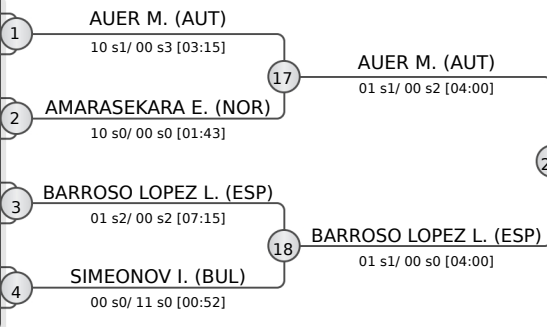 1
AUER M. (AUT)
10 s1/ 00 s3 [03:15]
17
AUER M. (AUT)
01 s1/ 00 s2 [04:00]
2
AMARASEKARA E. (NOR)
10 s0/ 00 s0 [01:43]
3
BARROSO LOPEZ L. (ESP)
01 s2/ 00 s2 [07:15]
18
BARROSO LOPEZ L. (ESP)
01 s1/ 00 s0 [04:00]
4
SIMEONOV I. (BUL)
00 s0/ 11 s0 [00:52]